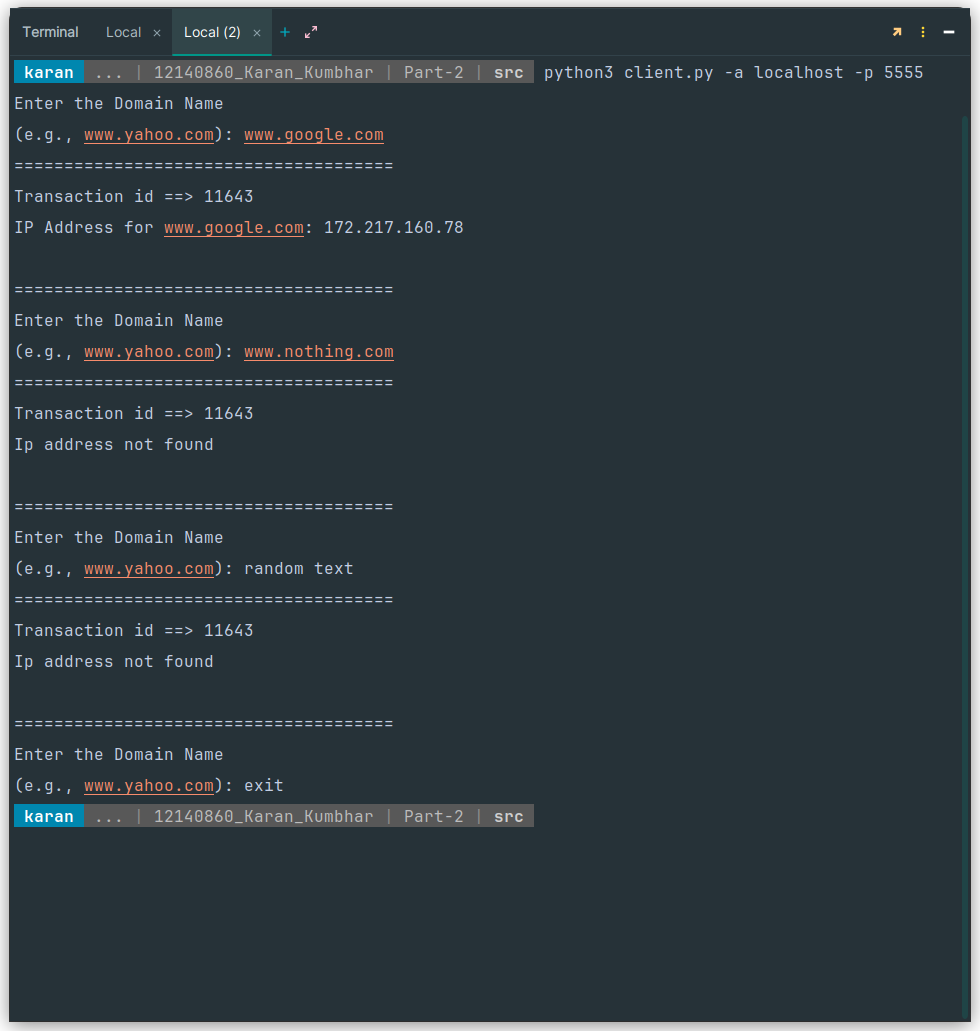 Terminal Local × Local (2) × +
karan ... | 12140860_Karan_Kumbhar | Part-2 | src python3 client.py -a localhost -p 5555
Enter the Domain Name
(e.g., www.yahoo.com): www.google.com
======================================
Transaction id ==> 11643
IP Address for www.google.com: 172.217.160.78
======================================
Enter the Domain Name
(e.g., www.yahoo.com): www.nothing.com
======================================
Transaction id ==> 11643
Ip address not found
======================================
Enter the Domain Name
(e.g., www.yahoo.com): random text
======================================
Transaction id ==> 11643
Ip address not found
======================================
Enter the Domain Name
(e.g., www.yahoo.com): exit
karan ... | 12140860_Karan_Kumbhar | Part-2 | src